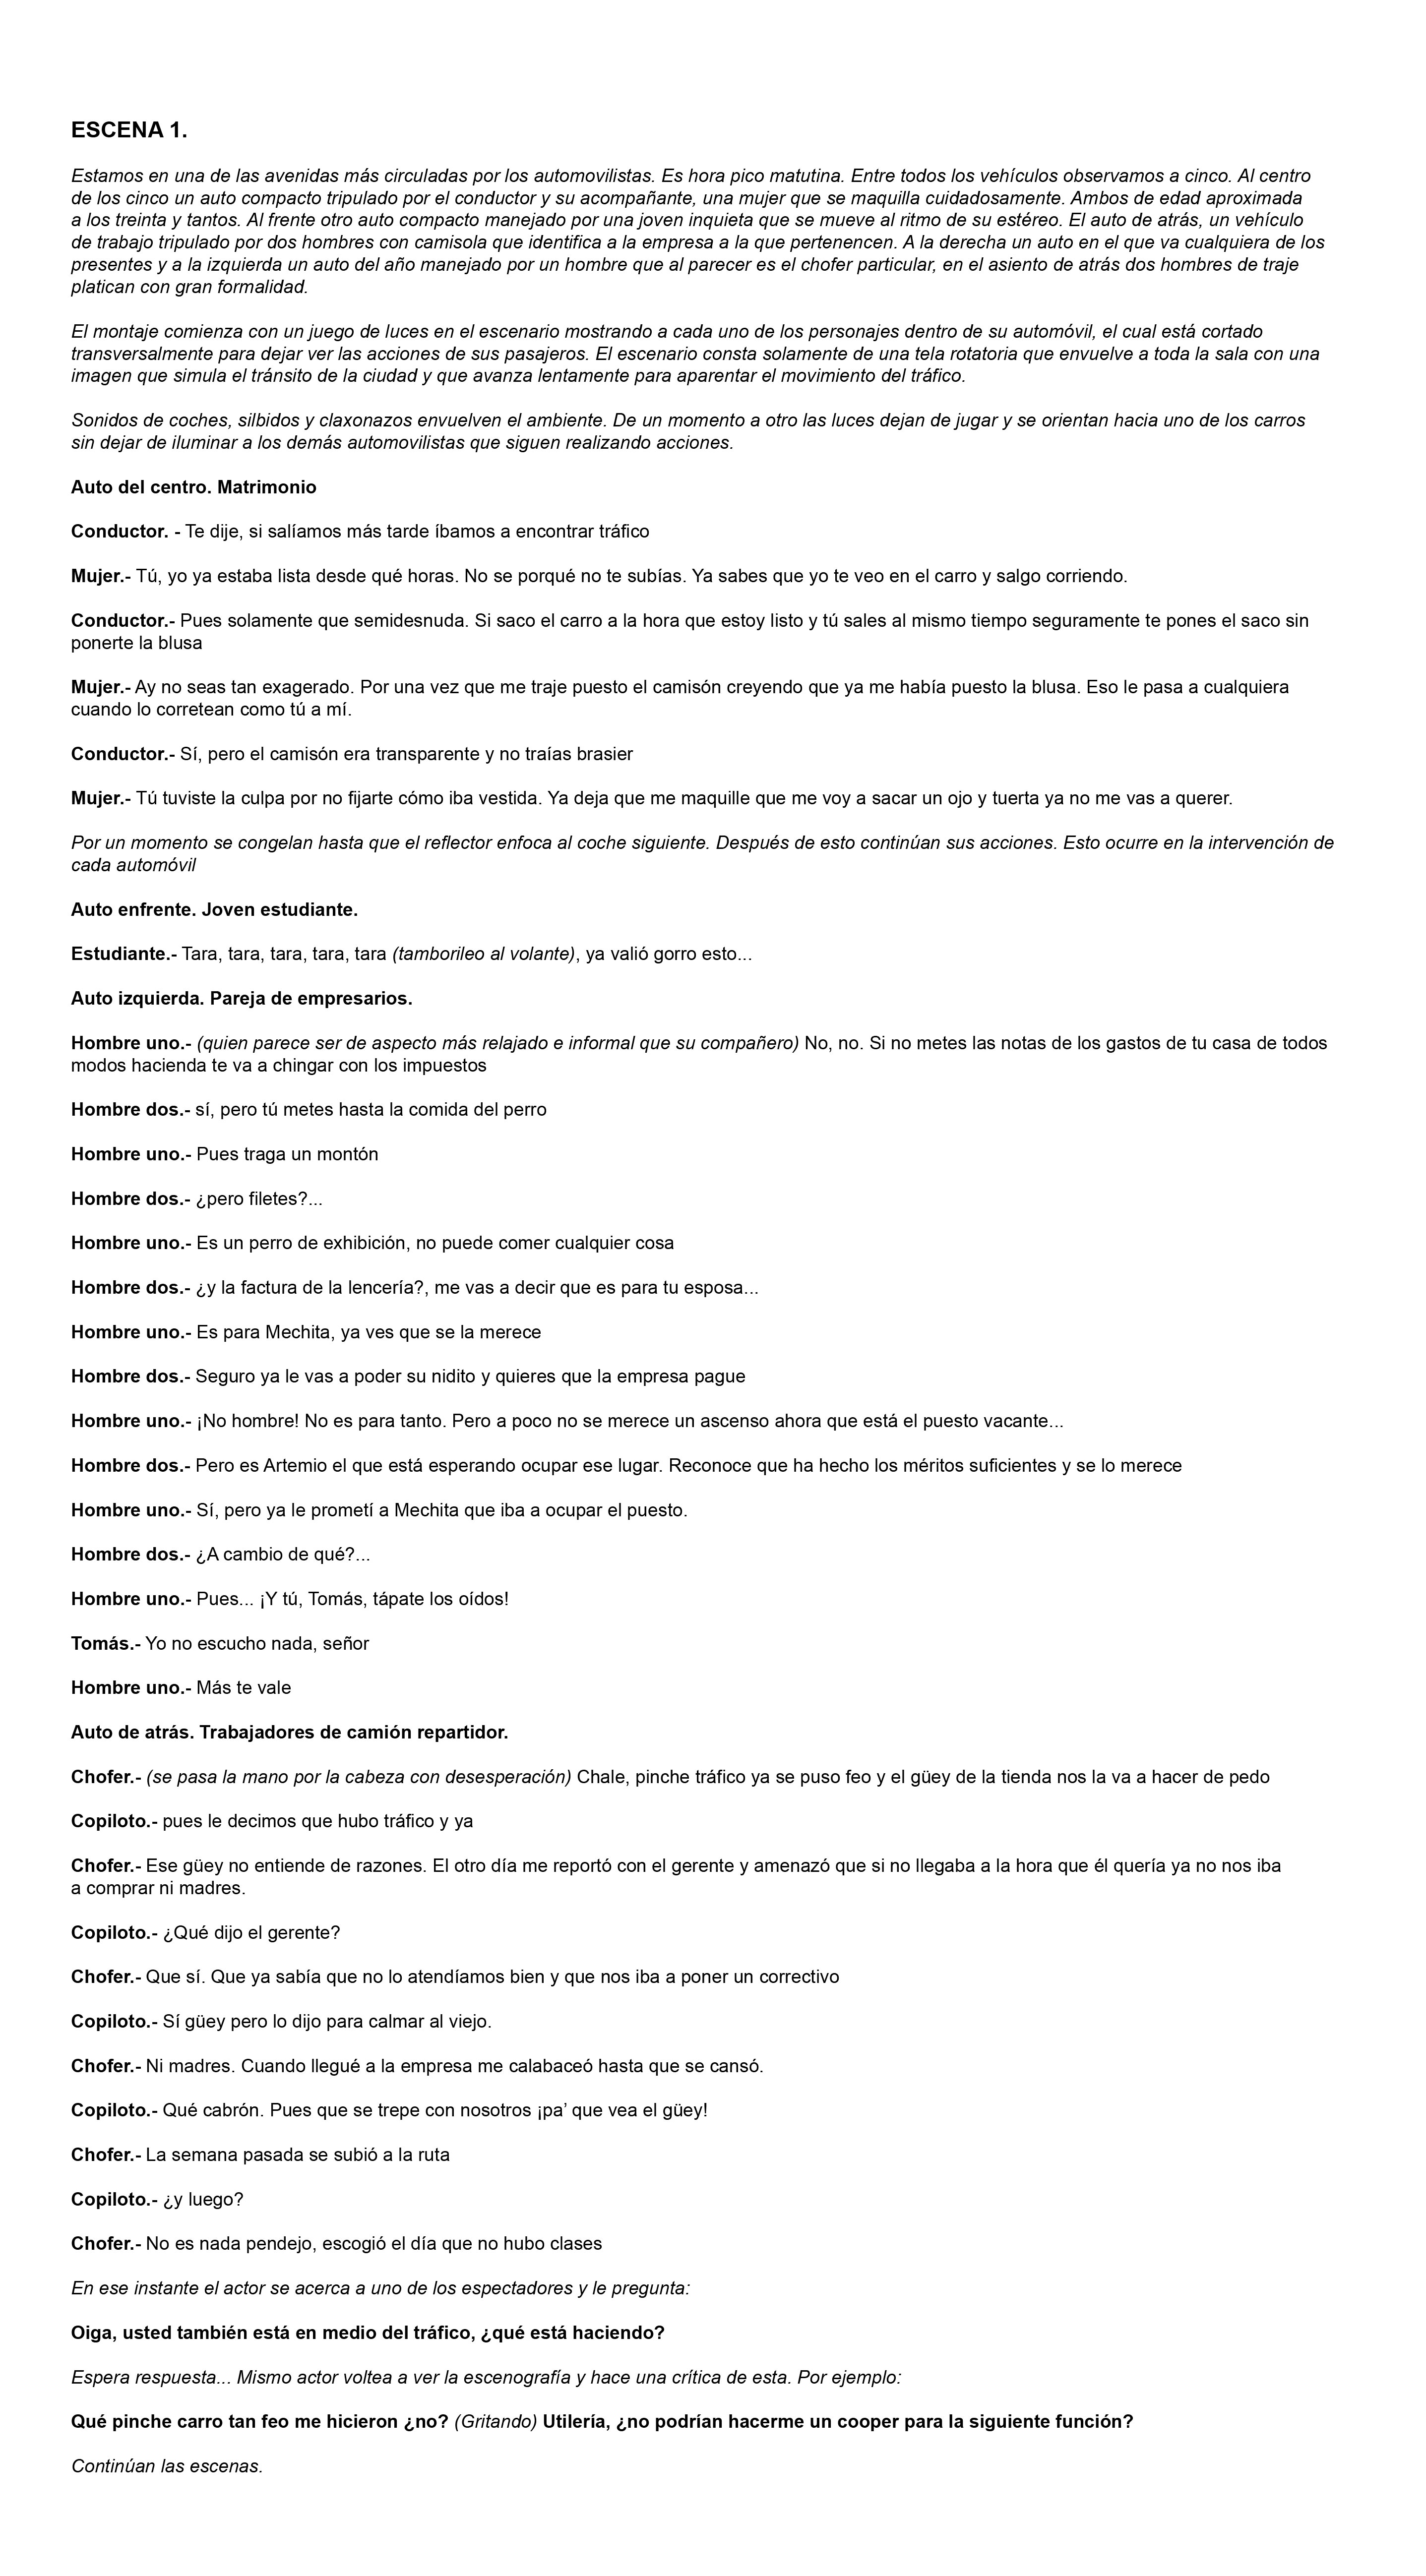 ESCENA 1.
Estamos en una de las avenidas más circuladas por los automovilistas. Es hora pico matutina. Entre todos los vehículos observamos a cinco. Al centro
de los cinco un auto compacto tripulado por el conductor y su acompañante, una mujer que se maquilla cuidadosamente. Ambos de edad aproximada
a los treinta y tantos. Al frente otro auto compacto manejado por una joven inquieta que se mueve al ritmo de su estéreo. El auto de atrás, un vehículo
de trabajo tripulado por dos hombres con camisola que identifica a la empresa a la que pertenencen. A la derecha un auto en el que va cualquiera de los
presentes y a la izquierda un auto del año manejado por un hombre que al parecer es el chofer particular, en el asiento de atrás dos hombres de traje
platican con gran formalidad.
El montaje comienza con un juego de luces en el escenario mostrando a cada uno de los personajes dentro de su automóvil, el cual está cortado
transversalmente para dejar ver las acciones de sus pasajeros. El escenario consta solamente de una tela rotatoria que envuelve a toda la sala con una
imagen que simula el tránsito de la ciudad y que avanza lentamente para aparentar el movimiento del tráfico.
Sonidos de coches, silbidos y claxonazos envuelven el ambiente. De un momento a otro las luces dejan de jugar y se orientan hacia uno de los carros
sin dejar de iluminar a los demás automovilistas que siguen realizando acciones.
Auto del centro. Matrimonio
Conductor. - Te dije, si salíamos más tarde íbamos a encontrar tráfico
Mujer.- Tú, yo ya estaba lista desde qué horas. No se porqué no te subías. Ya sabes que yo te veo en el carro y salgo corriendo.
Conductor.- Pues solamente que semidesnuda. Si saco el carro a la hora que estoy listo y tú sales al mismo tiempo seguramente te pones el saco sin
ponerte la blusa
Mujer.- Ay no seas tan exagerado. Por una vez que me traje puesto el camisón creyendo que ya me había puesto la blusa. Eso le pasa a cualquiera
cuando lo corretean como tú a mí.
Conductor.- Sí, pero el camisón era transparente y no traías brasier
Mujer.- Tú tuviste la culpa por no fijarte cómo iba vestida. Ya deja que me maquille que me voy a sacar un ojo y tuerta ya no me vas a querer.
Por un momento se congelan hasta que el reflector enfoca al coche siguiente. Después de esto continúan sus acciones. Esto ocurre en la intervención de
cada automóvil
Auto enfrente. Joven estudiante.
Estudiante.- Tara, tara, tara, tara, tara (tamborileo al volante), ya valió gorro esto...
Auto izquierda. Pareja de empresarios.
Hombre uno.- (quien parece ser de aspecto más relajado e informal que su compañero) No, no. Si no metes las notas de los gastos de tu casa de todos
modos hacienda te va a chingar con los impuestos
Hombre dos.- sí, pero tú metes hasta la comida del perro
Hombre uno.- Pues traga un montón
Hombre dos.- ¿pero filetes?...
Hombre uno.- Es un perro de exhibición, no puede comer cualquier cosa
Hombre dos.- ¿y la factura de la lencería?, me vas a decir que es para tu esposa...
Hombre uno.- Es para Mechita, ya ves que se la merece
Hombre dos.- Seguro ya le vas a poder su nidito y quieres que la empresa pague
Hombre uno.- ¡No hombre! No es para tanto. Pero a poco no se merece un ascenso ahora que está el puesto vacante...
Hombre dos.- Pero es Artemio el que está esperando ocupar ese lugar. Reconoce que ha hecho los méritos suficientes y se lo merece
Hombre uno.- Sí, pero ya le prometí a Mechita que iba a ocupar el puesto.
Hombre dos.- ¿A cambio de qué?...
Hombre uno.- Pues... ¡Y tú, Tomás, tápate los oídos!
Tomás.- Yo no escucho nada, señor
Hombre uno.- Más te vale
Auto de atrás. Trabajadores de camión repartidor.
Chofer.- (se pasa la mano por la cabeza con desesperación) Chale, pinche tráfico ya se puso feo y el güey de la tienda nos la va a hacer de pedo
Copiloto.- pues le decimos que hubo tráfico y ya
Chofer.- Ese güey no entiende de razones. El otro día me reportó con el gerente y amenazó que si no llegaba a la hora que él quería ya no nos iba
a comprar ni madres.
Copiloto.- ¿Qué dijo el gerente?
Chofer.- Que sí. Que ya sabía que no lo atendíamos bien y que nos iba a poner un correctivo
Copiloto.- Sí güey pero lo dijo para calmar al viejo.
Chofer.- Ni madres. Cuando llegué a la empresa me calabaceó hasta que se cansó.
Copiloto.- Qué cabrón. Pues que se trepe con nosotros ¡pa’ que vea el güey!
Chofer.- La semana pasada se subió a la ruta
Copiloto.- ¿y luego?
Chofer.- No es nada pendejo, escogió el día que no hubo clases
En ese instante el actor se acerca a uno de los espectadores y le pregunta:
Oiga, usted también está en medio del tráfico, ¿qué está haciendo?
Espera respuesta... Mismo actor voltea a ver la escenografía y hace una crítica de esta. Por ejemplo:
Qué pinche carro tan feo me hicieron ¿no? (Gritando) Utilería, ¿no podrían hacerme un cooper para la siguiente función?
Continúan las escenas.